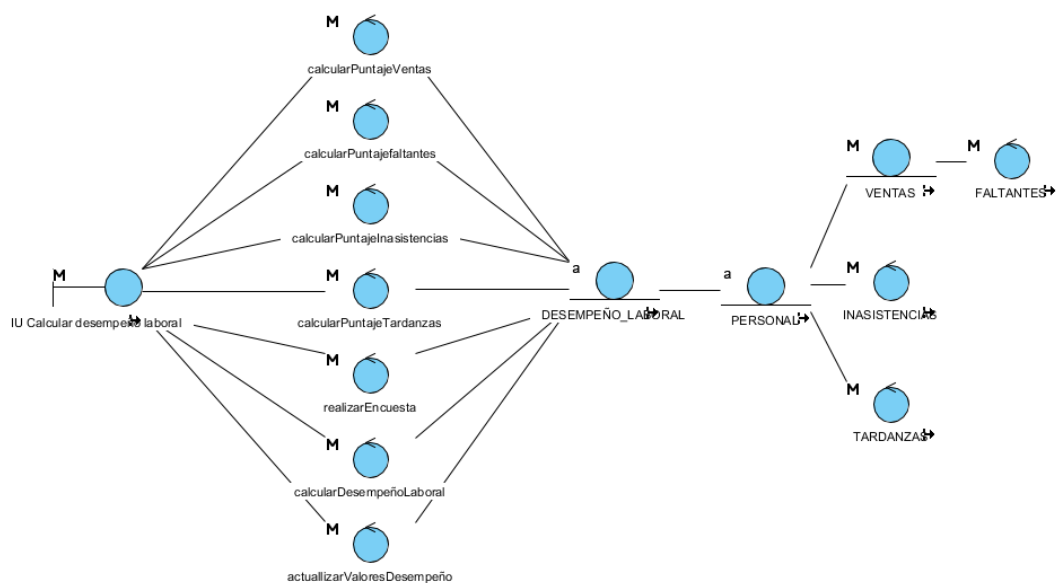 M
calcularPuntajeVentas
M
calcularPuntajefaltantes
M
calcularPuntajeInasistencias
M
IU Calcular desempeño laboral
M
calcularPuntajeTardanzas
M
realizarEncuesta
M
calcularDesempeñoLaboral
M
actuallizarValoresDesempeño
a
DESEMPEÑO_LABORAL
a
PERSONAL
M
VENTAS
M
FALTANTES
M
INASISTENCIAS
M
TARDANZAS